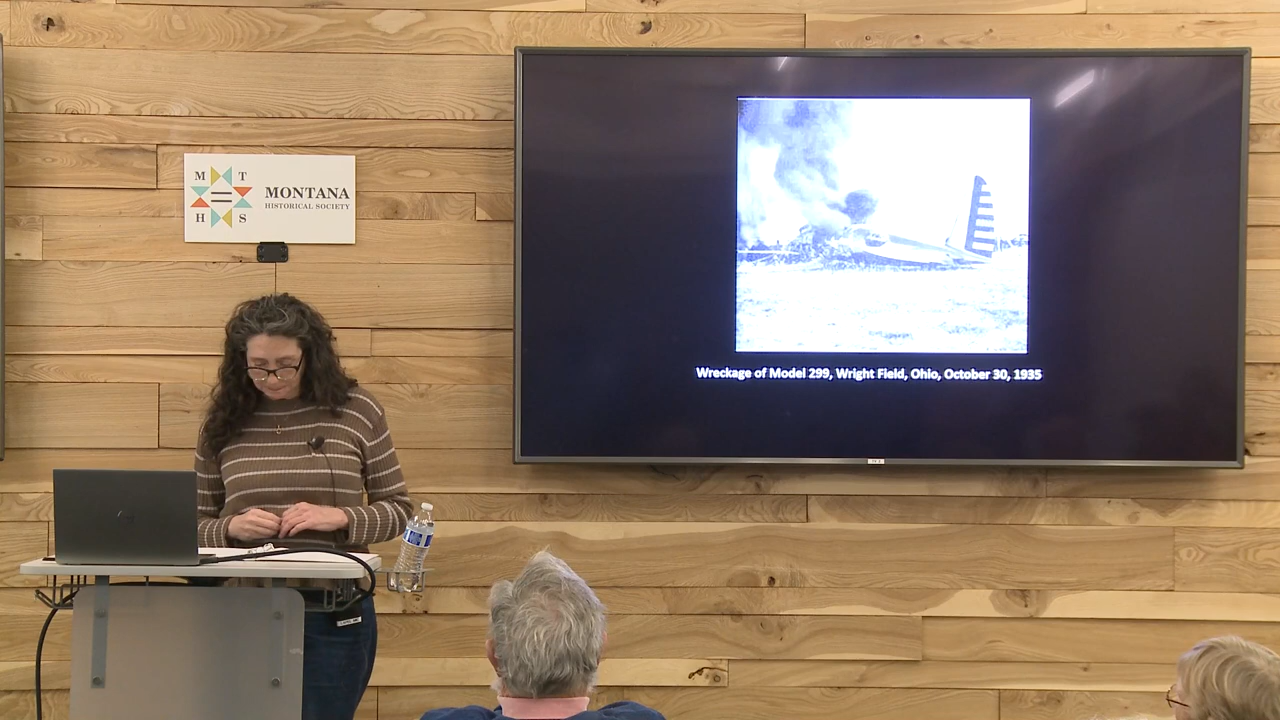 M T
H S
MONTANA
HISTORICAL SOCIETY
Wreckage of Model 299, Wright Field, Ohio, October 30, 1935